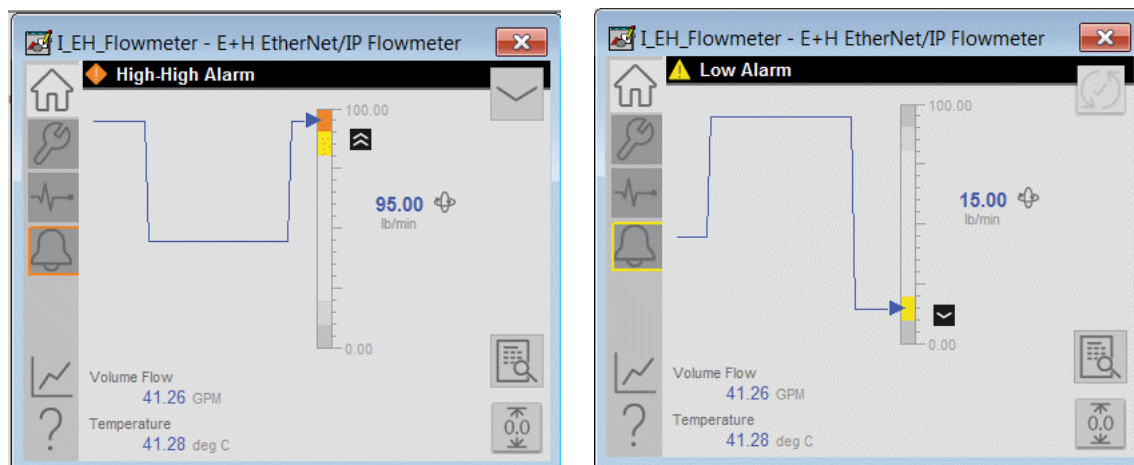 I_EH_Flowmeter - E+H EtherNet/IP Flowmeter
High-High Alarm
100.00
95.00
lb/min
0.00
Volume Flow
41.26 GPM
Temperature
41.28 deg C
?
0.0
I_EH_Flowmeter - E+H EtherNet/IP Flowmeter
Low Alarm
100.00
15.00
lb/min
0.00
Volume Flow
41.26 GPM
Temperature
41.28 deg C
?
0.0